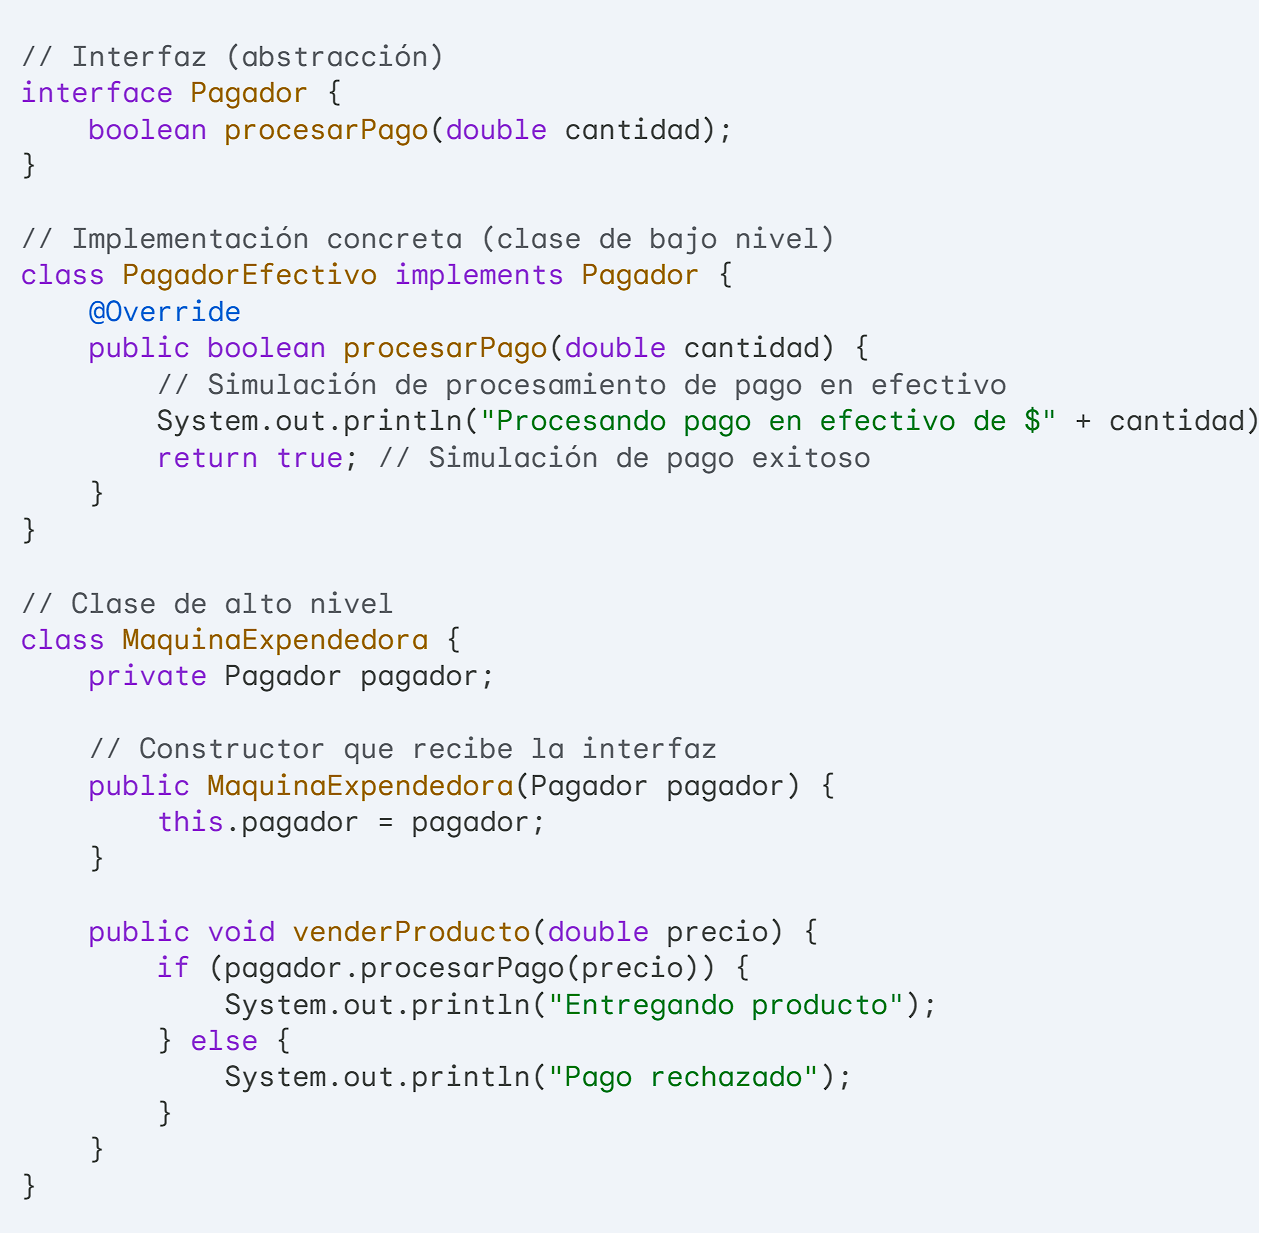 // Interfaz (abstracción)
interface Pagador {
    boolean procesarPago(double cantidad);
}

// Implementación concreta (clase de bajo nivel)
class PagadorEfectivo implements Pagador {
    @Override
    public boolean procesarPago(double cantidad) {
        // Simulación de procesamiento de pago en efectivo
        System.out.println("Procesando pago en efectivo de $" + cantidad)
        return true; // Simulación de pago exitoso
    }
}

// Clase de alto nivel
class MaquinaExpendedora {
    private Pagador pagador;

    // Constructor que recibe la interfaz
    public MaquinaExpendedora(Pagador pagador) {
        this.pagador = pagador;
    }

    public void venderProducto(double precio) {
        if (pagador.procesarPago(precio)) {
            System.out.println("Entregando producto");
        } else {
            System.out.println("Pago rechazado");
        }
    }
}